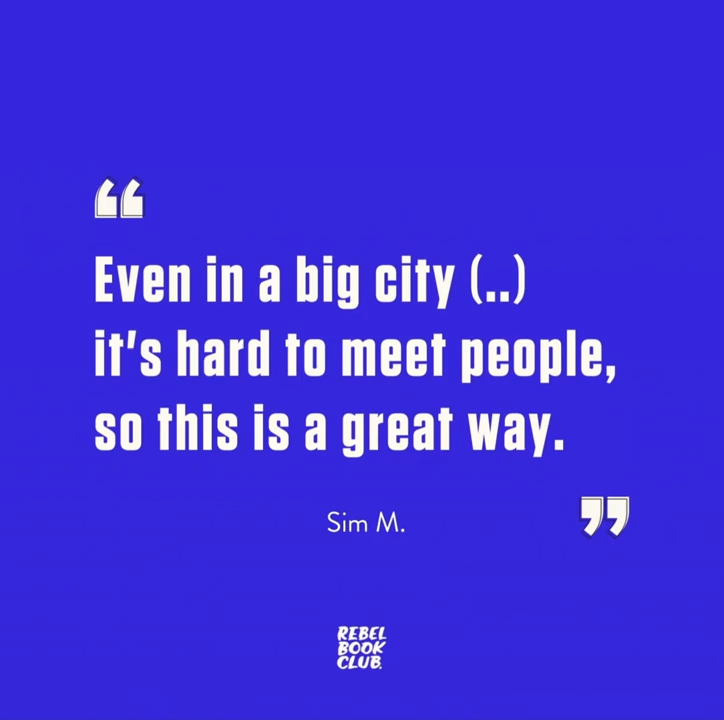 “
Even in a big city (..)
it's hard to meet people,
so this is a great way.
”
Sim M.
REBEL
BOOK
CLUB.